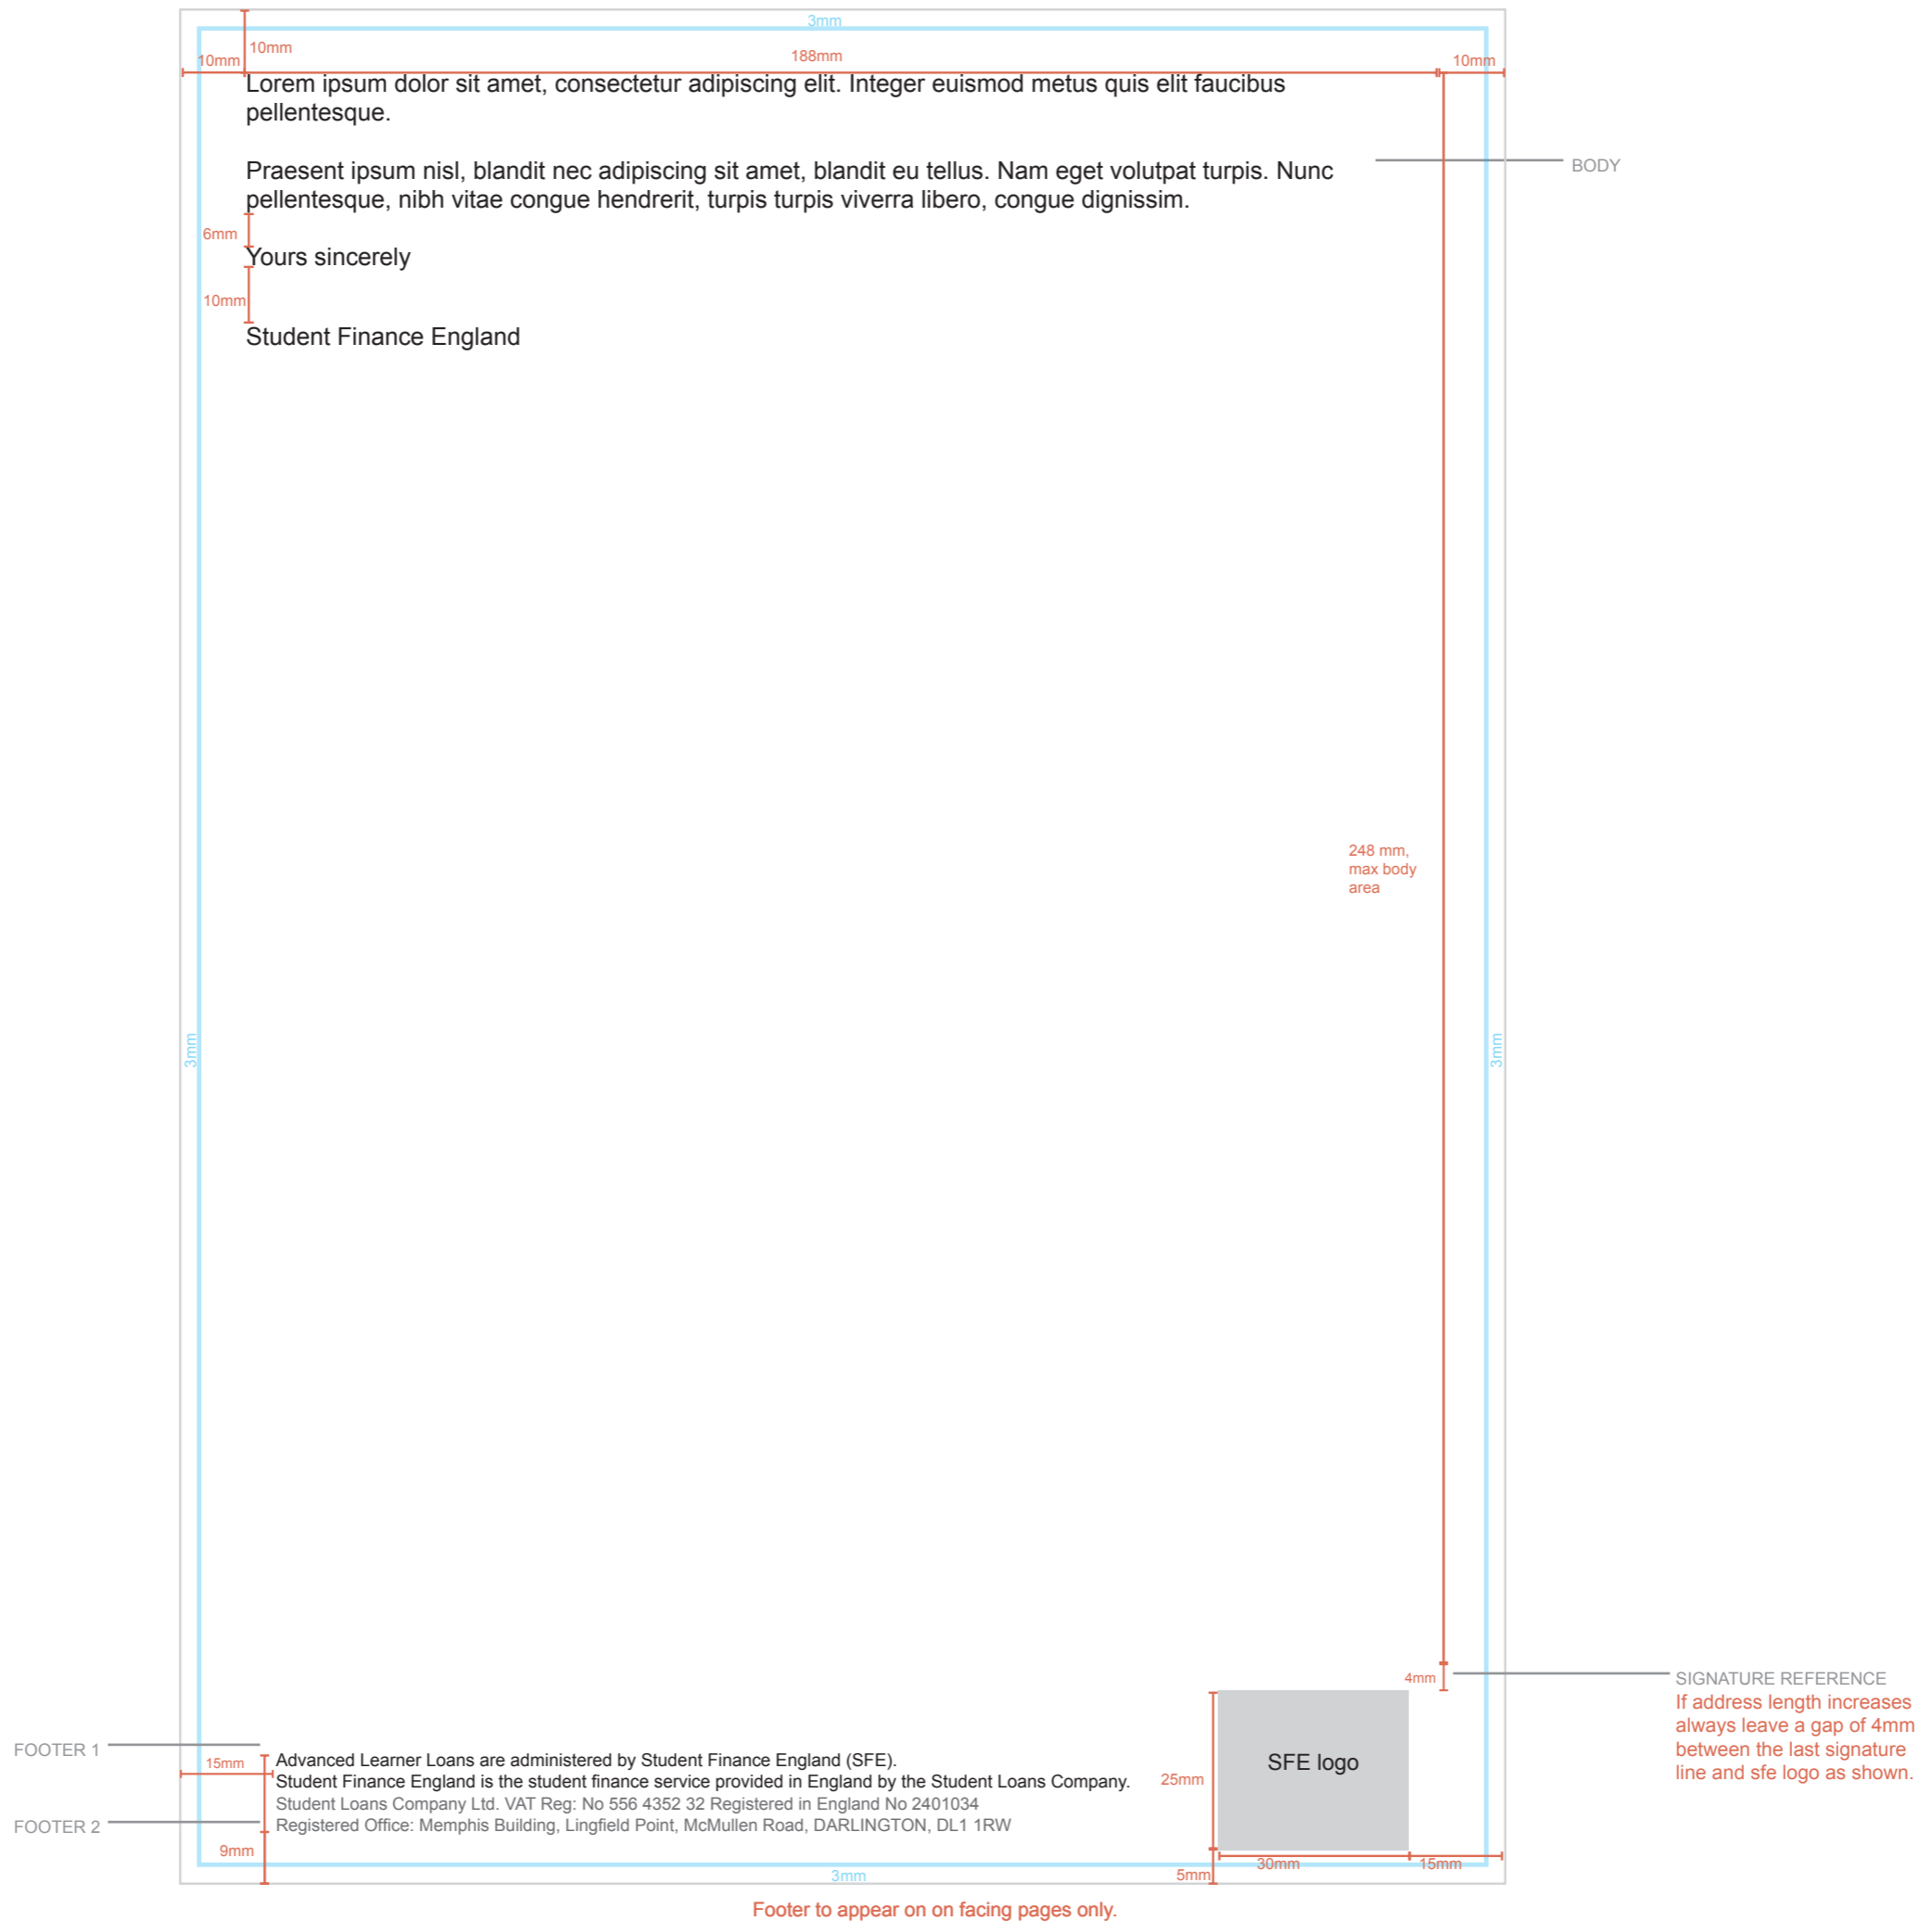 3mm
10mm
10mm
188mm
10mm
Lorem ipsum dolor sit amet, consectetur adipiscing elit. Integer euismod metus quis elit faucibus
pellentesque.
Praesent ipsum nisl, blandit nec adipiscing sit amet, blandit eu tellus. Nam eget volutpat turpis. Nunc
pellentesque, nibh vitae congue hendrerit, turpis turpis viverra libero, congue dignissim.
BODY
6mm
Yours sincerely
10mm
Student Finance England
248 mm,
max body
area
3mm
3mm
4mm
SIGNATURE REFERENCE
If address length increases
always leave a gap of 4mm
between the last signature
line and sfe logo as shown.
FOOTER 1
15mm
Advanced Learner Loans are administered by Student Finance England (SFE).
Student Finance England is the student finance service provided in England by the Student Loans Company.
Student Loans Company Ltd. VAT Reg: No 556 4352 32 Registered in England No 2401034
Registered Office: Memphis Building, Lingfield Point, McMullen Road, DARLINGTON, DL1 1RW
FOOTER 2
9mm
25mm
SFE logo
30mm
15mm
5mm
3mm
Footer to appear on on facing pages only.